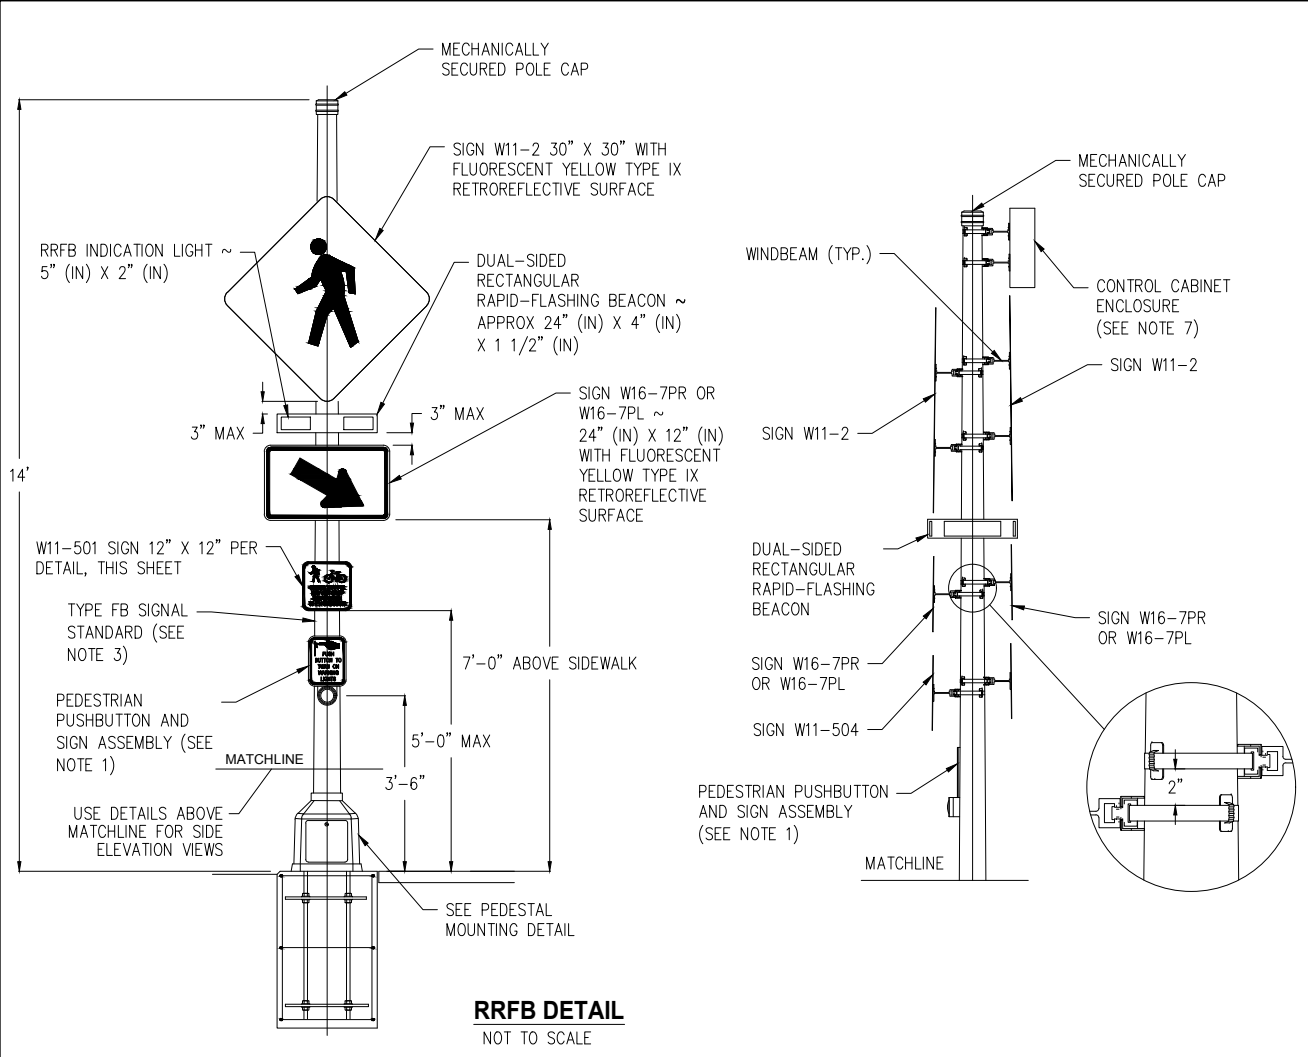 MECHANICALLY
SECURED POLE CAP
SIGN W11-2 30" X 30" WITH
FLUORESCENT YELLOW TYPE IX
RETROREFLECTIVE SURFACE
RRFB INDICATION LIGHT ~
5" (IN) X 2" (IN)
DUAL-SIDED
RECTANGULAR
RAPID-FLASHING BEACON ~
APPROX 24" (IN) X 4" (IN)
X 1 1/2" (IN)
SIGN W16-7PR OR
W16-7PL ~
24" (IN) X 12" (IN)
WITH FLUORESCENT
YELLOW TYPE IX
RETROREFLECTIVE
SURFACE
3" MAX
3" MAX
14'
W11-501 SIGN 12" X 12" PER
DETAIL, THIS SHEET
TYPE FB SIGNAL
STANDARD (SEE
NOTE 3)
PUSH
BUTTON TO
TURN ON
WARNING
LIGHTS
7'-0" ABOVE SIDEWALK
PEDESTRIAN
PUSHBUTTON AND
SIGN ASSEMBLY (SEE
NOTE 1)
5'-0" MAX
3'-6"
MATCHLINE
USE DETAILS ABOVE
MATCHLINE FOR SIDE
ELEVATION VIEWS
SEE PEDESTAL
MOUNTING DETAIL
RRFB DETAIL
NOT TO SCALE
MECHANICALLY
SECURED POLE CAP
WINDBEAM (TYP.)
CONTROL CABINET
ENCLOSURE
(SEE NOTE 7)
SIGN W11-2
SIGN W11-2
DUAL-SIDED
RECTANGULAR
RAPID-FLASHING
BEACON
SIGN W16-7PR
OR W16-7PL
SIGN W16-7PR
OR W16-7PL
SIGN W11-504
PEDESTRIAN PUSHBUTTON
AND SIGN ASSEMBLY
(SEE NOTE 1)
2"
MATCHLINE